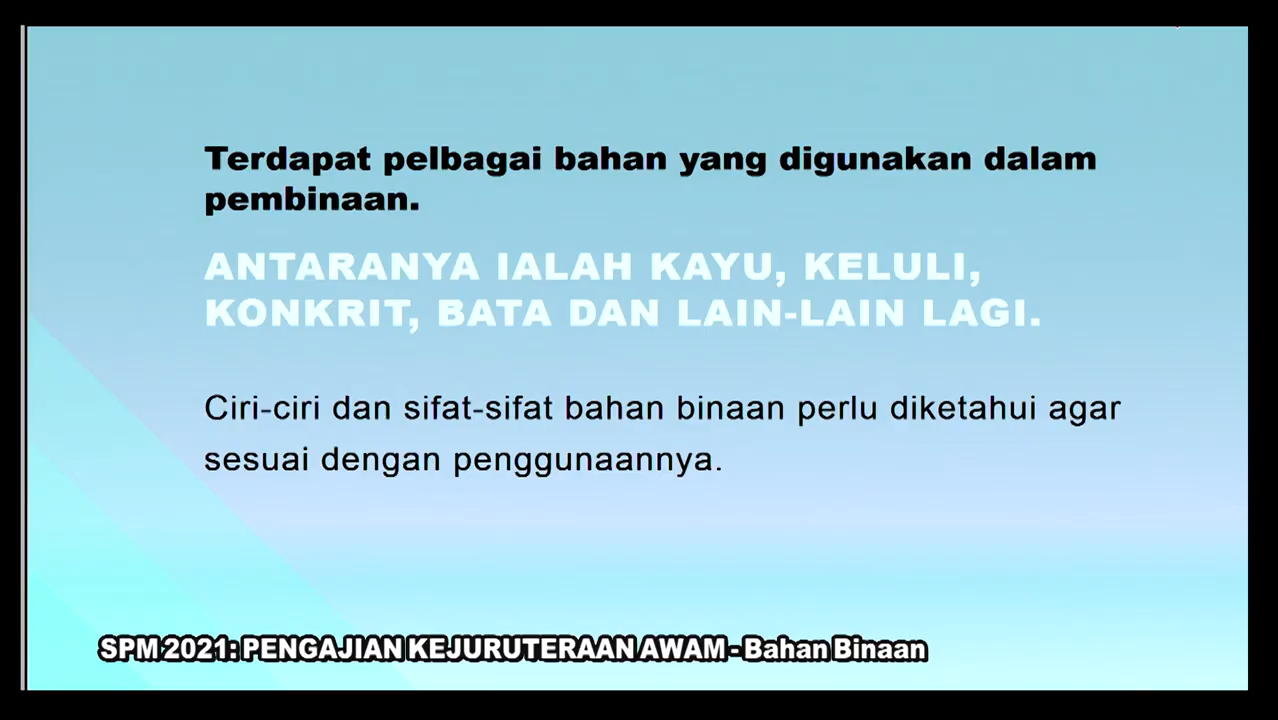 Terdapat pelbagai bahan yang digunakan dalam
pembinaan.
ANTARANYA IALAH KAYU, KELULI,
KONKRIT, BATA DAN LAIN-LAIN LAGI.
Ciri-ciri dan sifat-sifat bahan binaan perlu diketahui agar
sesuai dengan penggunaannya.
SPM 2021: PENGAJIAN KEJURUTERAAN AWAM - Bahan Binaan